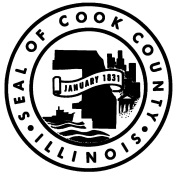 SEAL OF COOK COUNTY
JANUARY 1831
• ILLINOIS •